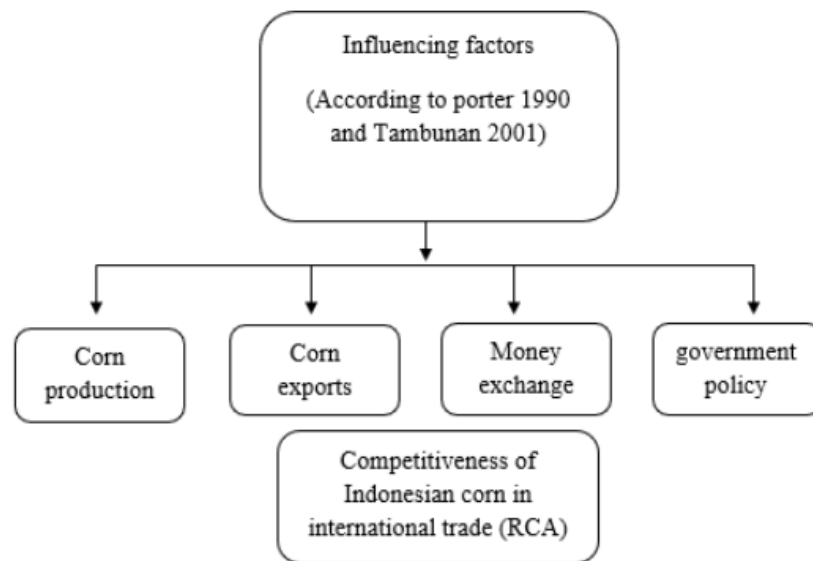 Influencing factors
(According to porter 1990
and Tambunan 2001)
Corn
production
Corn
exports
Money
exchange
government
policy
Competitiveness of
Indonesian corn in
international trade (RCA)